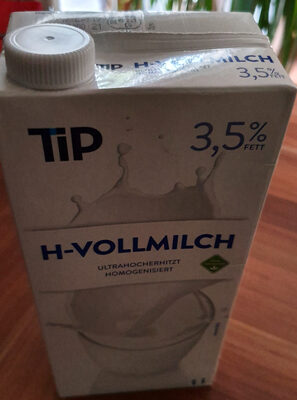 TiP H-VOLLMILCH
3,5%
TiP
3,5%
FETT
H-VOLLMILCH
ULTRAHOCHERHITZT
HOMOGENISIERT